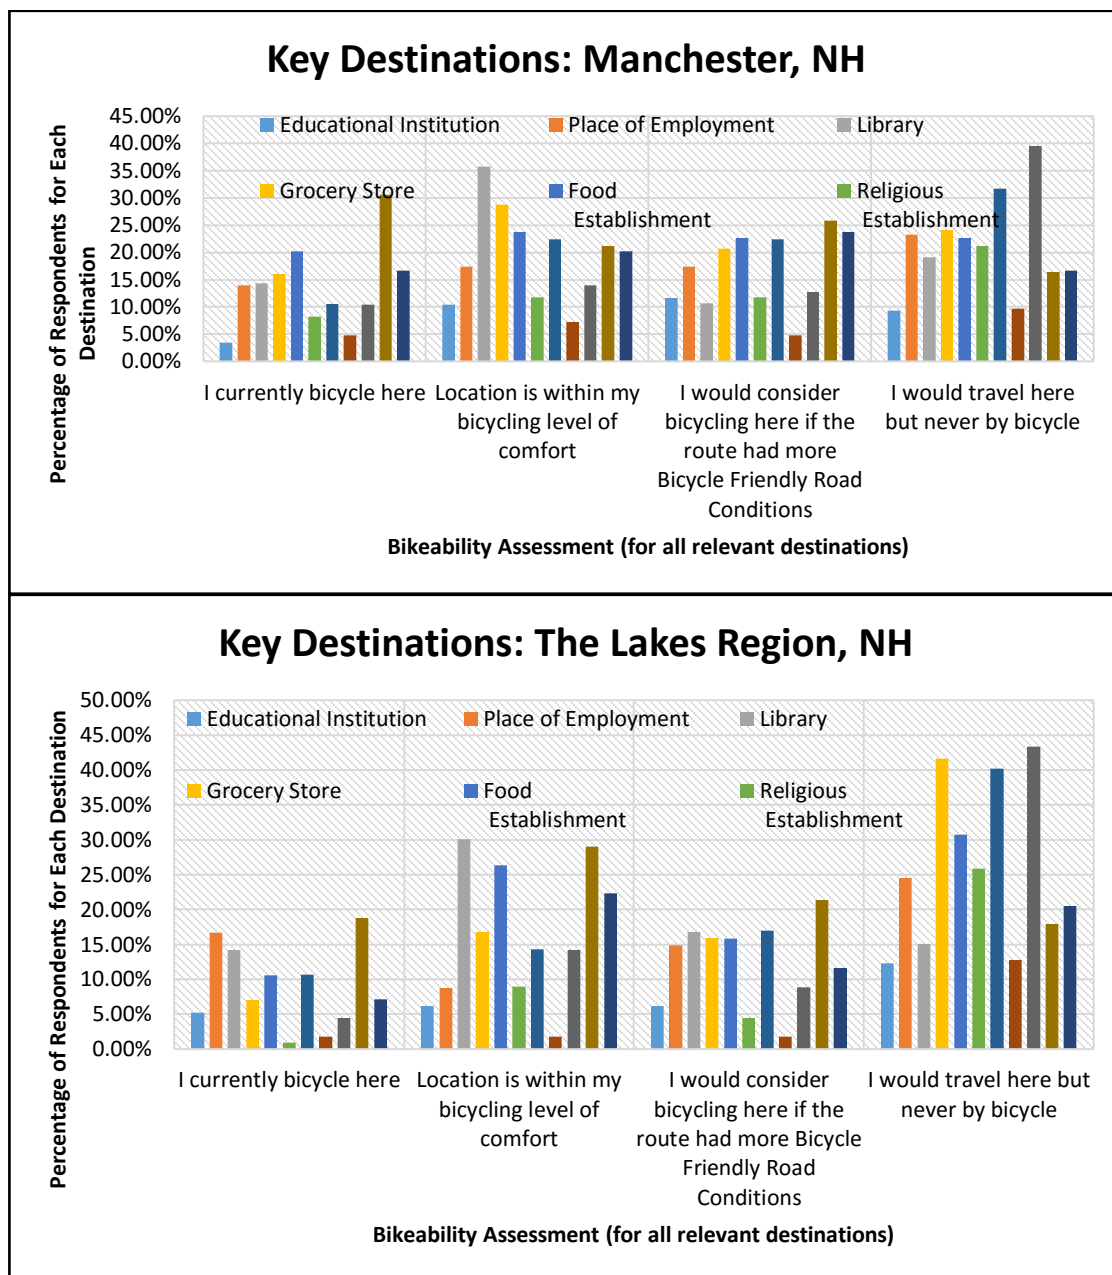 Key Destinations: Manchester, NH
Percentage of Respondents for Each
Destination
45.00%
40.00%
35.00%
30.00%
25.00%
20.00%
15.00%
10.00%
5.00%
0.00%
Educational Institution
Place of Employment
Library
Grocery Store
Food
Establishment
Religious
Establishment
I currently bicycle here
Location is within my
bicycling level of
comfort
I would consider
bicycling here if the
route had more
Bicycle Friendly Road
Conditions
I would travel here
but never by bicycle
Bikeability Assessment (for all relevant destinations)
Key Destinations: The Lakes Region, NH
Percentage of Respondents for Each Destination
50.00%
45.00%
40.00%
35.00%
30.00%
25.00%
20.00%
15.00%
10.00%
5.00%
0.00%
Educational Institution
Place of Employment
Library
Grocery Store
Food
Establishment
Religious
Establishment
I currently bicycle here
Location is within my
bicycling level of
comfort
I would consider
bicycling here if the
route had more Bicycle
Friendly Road
Conditions
I would travel here but
never by bicycle
Bikeability Assessment (for all relevant destinations)